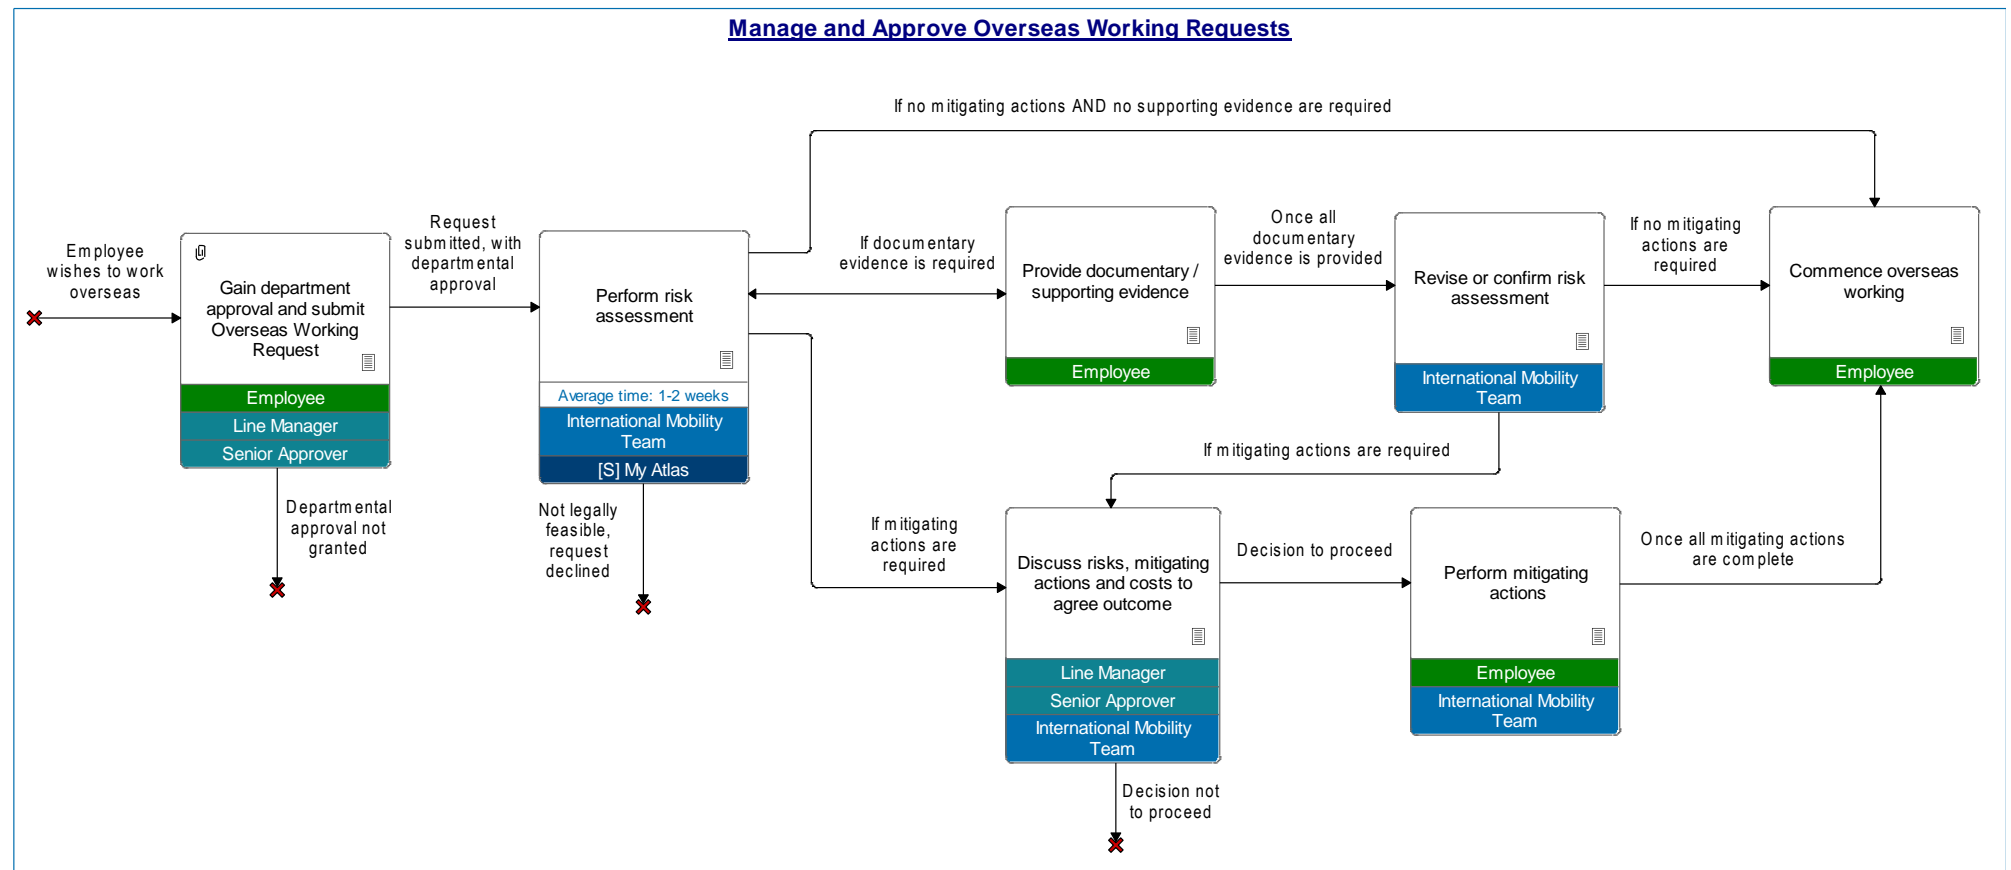 Manage and Approve Overseas Working Requests
If no mitigating actions AND no supporting evidence are required
Employee
wishes to work
overseas
Gain department
approval and submit
Overseas Working
Request
Employee
Line Manager
Senior Approver
Departmental
approval not
granted
Request
submitted, with
departmental
approval
Perform risk
assessment
Average time: 1-2 weeks
International Mobility
Team
[S] My Atlas
Not legally
feasible,
request
declined
If documentary
evidence is required
Provide documentary /
supporting evidence
Employee
Once all
documentary
evidence is provided
Revise or confirm risk
assessment
International Mobility
Team
If no mitigating
actions are
required
Commence overseas
working
Employee
If mitigating actions are required
If mitigating
actions are
required
Discuss risks, mitigating
actions and costs to
agree outcome
Line Manager
Senior Approver
International Mobility
Team
Decision not
to proceed
Decision to proceed
Perform mitigating
actions
Employee
International Mobility
Team
Once all mitigating actions
are complete